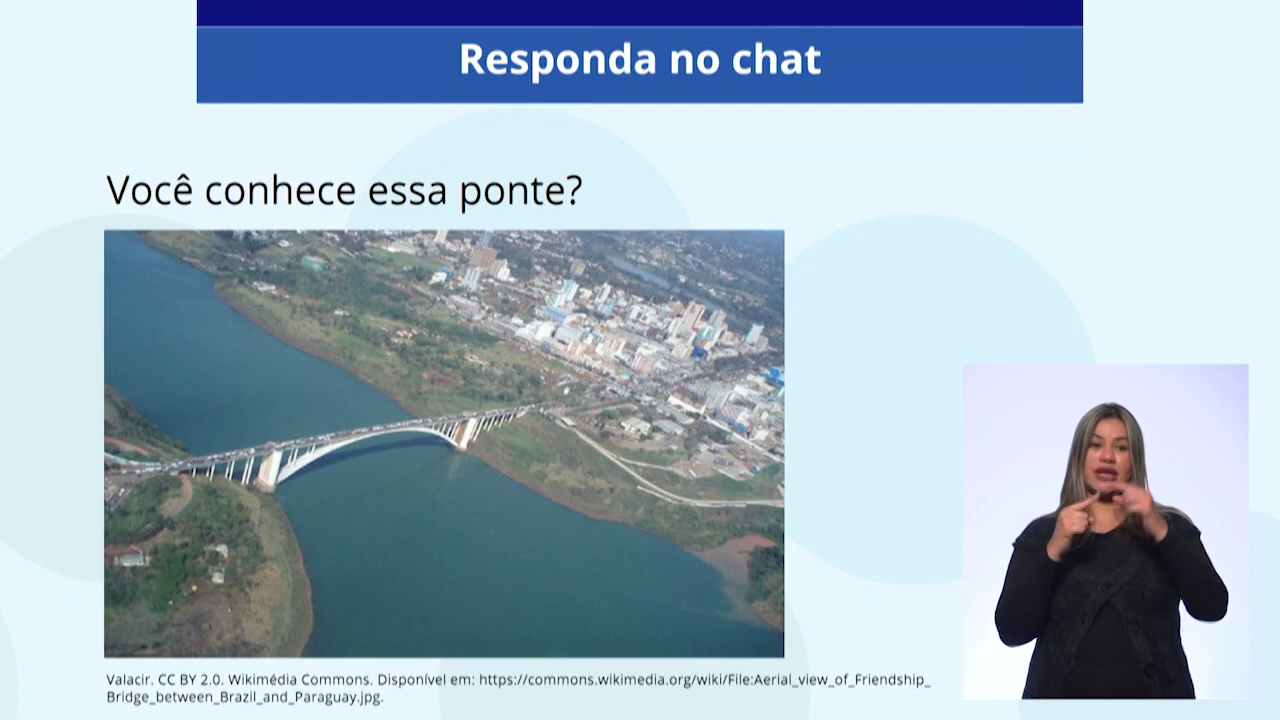 Responda no chat
Você conhece essa ponte?
Valacir. CC BY 2.0. Wikimédia Commons. Disponível em: https://commons.wikimedia.org/wiki/File:Aerial_view_of_Friendship_
Bridge_between_Brazil_and_Paraguay.jpg.